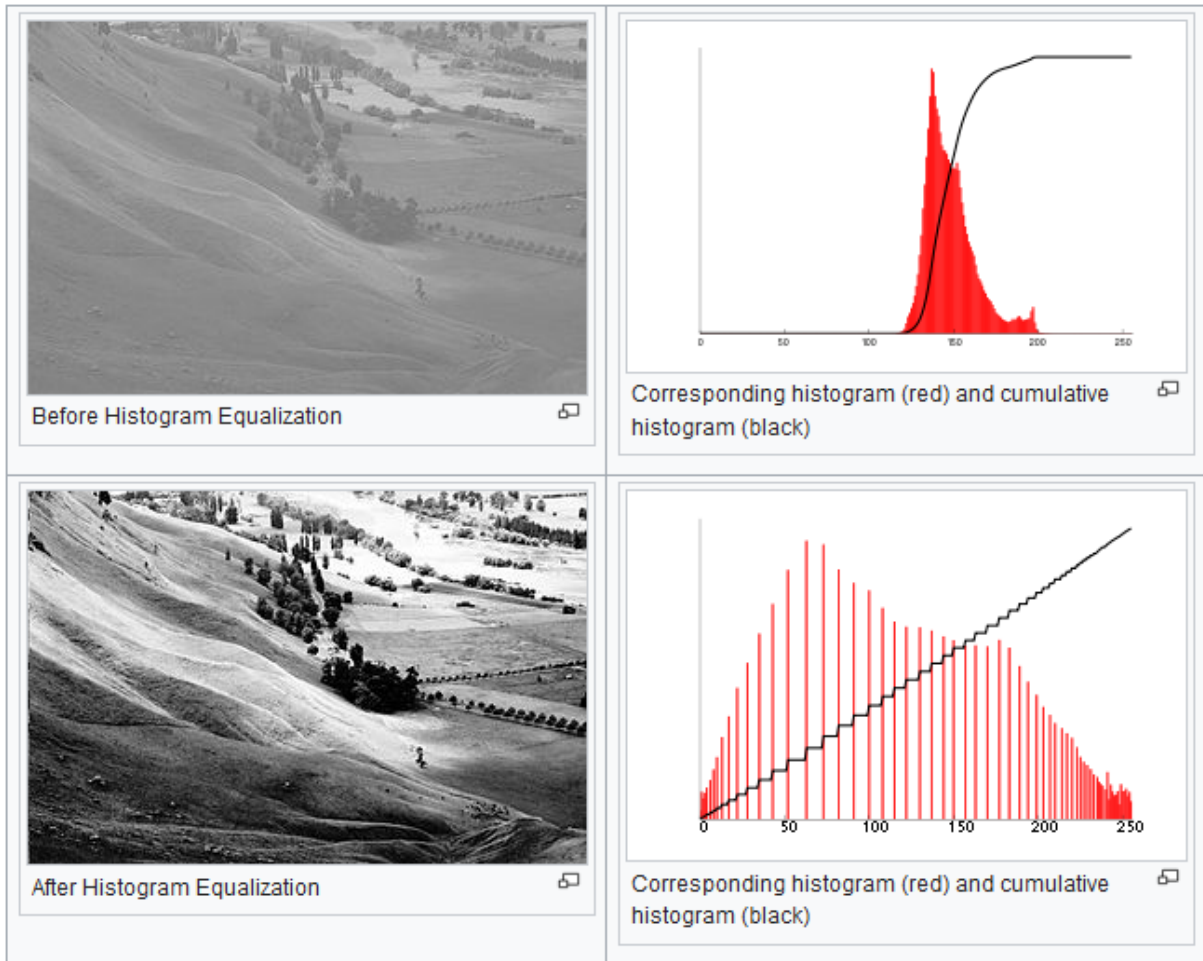 Before Histogram Equalization
0 50 100 150 200 250
Corresponding histogram (red) and cumulative
histogram (black)
After Histogram Equalization
0 50 100 150 200 250
Corresponding histogram (red) and cumulative
histogram (black)